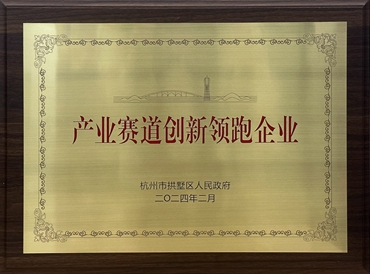 产业赛道创新领跑企业
杭州市拱墅区人民政府
二〇二四年二月